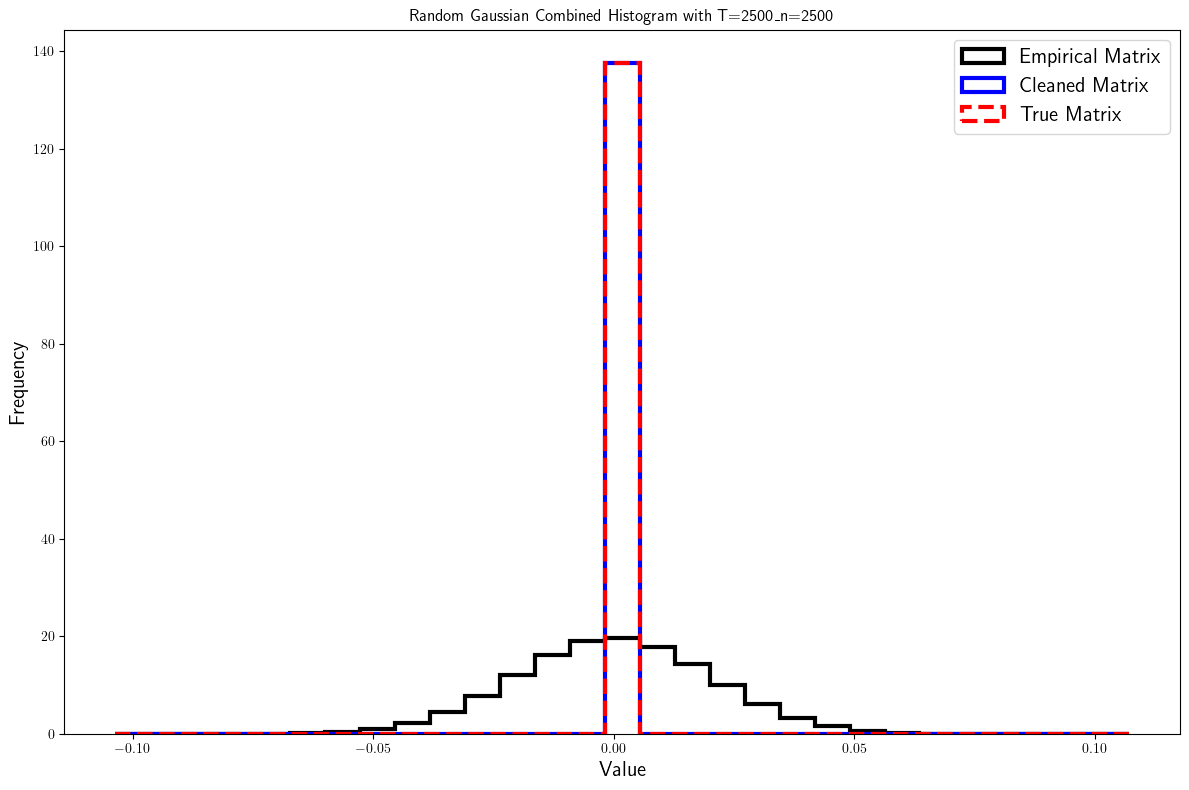 Random Gaussian Combined Histogram with T=2500_n=2500
Empirical Matrix
Cleaned Matrix
True Matrix
Frequency
140
120
100
80
60
40
20
0
−0.10
−0.05
0.00
0.05
0.10
Value